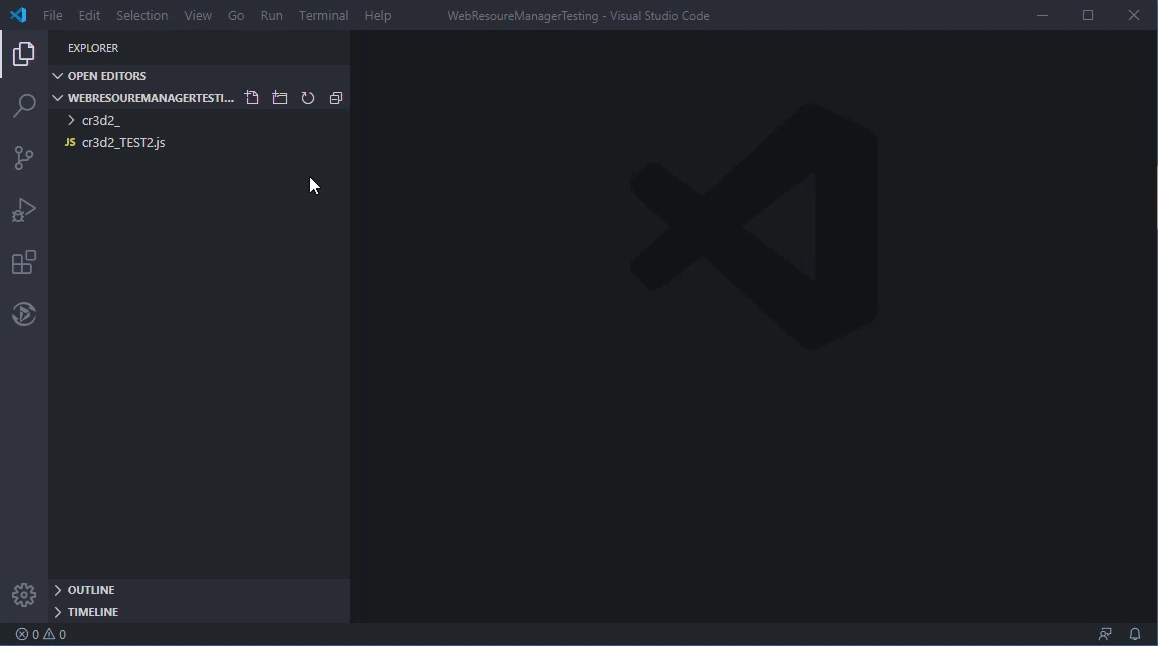 File Edit Selection View Go Run Terminal Help WebResoureManagerTesting - Visual Studio Code
EXPLORER
OPEN EDITORS
WEBRESOUREMANAGERTESTI...
cr3d2_
JS cr3d2_TEST2.js
OUTLINE
TIMELINE
0 0